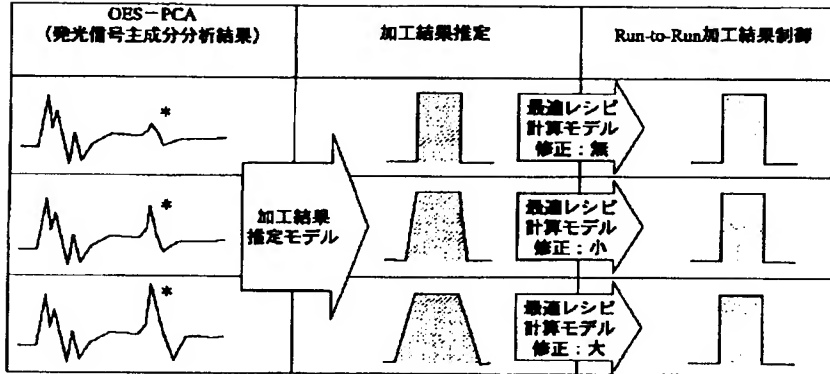 OES－PCA
(発光信号主成分分析結果)
加工結果推定
Run-to-Run加工結果制御
*
最適レシピ
計算モデル
修正：無
加工結果
推定モデル
*
最適レシピ
計算モデル
修正：小
*
最適レシピ
計算モデル
修正：大